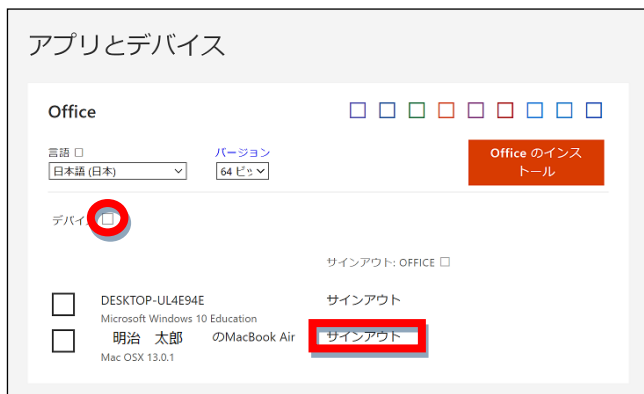 アプリとデバイス
Office
言語
バージョン
日本語 (日本)
64 ビッ
Office のインス
トール
デバイ
サインアウト: OFFICE
DESKTOP-UL4E94E
サインアウト
Microsoft Windows 10 Education
明治 太郎 のMacBook Air
サインアウト
Mac OSX 13.0.1